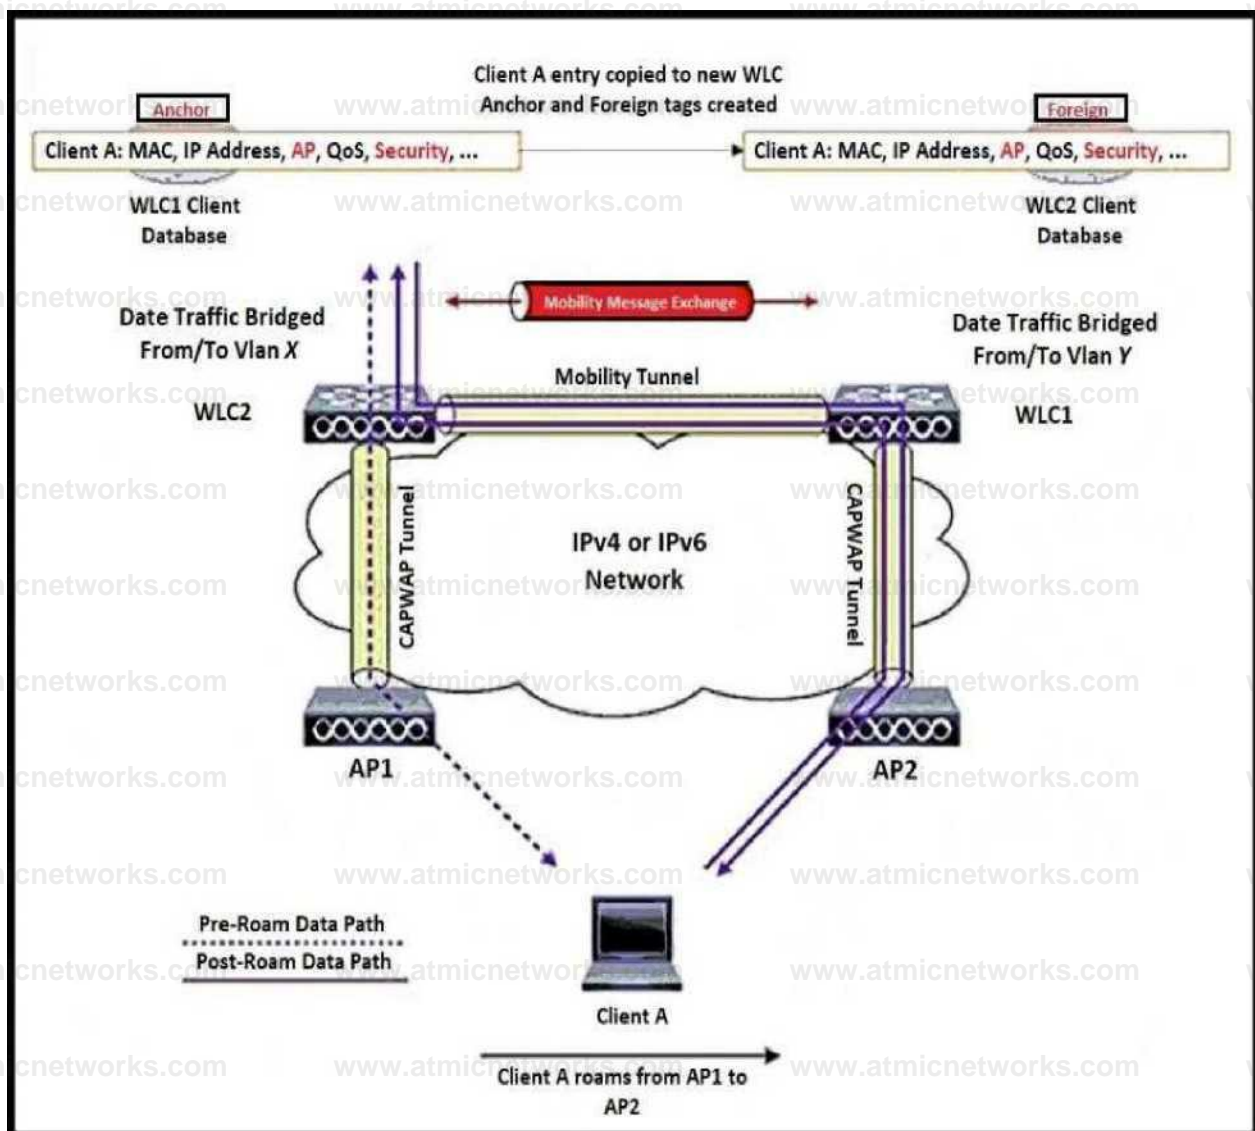 Client A entry copied to new WLC
Anchor and Foreign tags created
Anchor
Foreign
Client A: MAC, IP Address, AP, QoS, Security, ...
Client A: MAC, IP Address, AP, QoS, Security, ...
WLC1 Client
Database
WLC2 Client
Database
Mobility Message Exchange
Date Traffic Bridged
From/To Vlan X
Date Traffic Bridged
From/To Vlan Y
Mobility Tunnel
WLC2
WLC1
CAPWAP Tunnel
CAPWAP Tunnel
IPv4 or IPv6
Network
AP1
AP2
Pre-Roam Data Path
Post-Roam Data Path
Client A
Client A roams from AP1 to
AP2
www.atmicnetworks.com